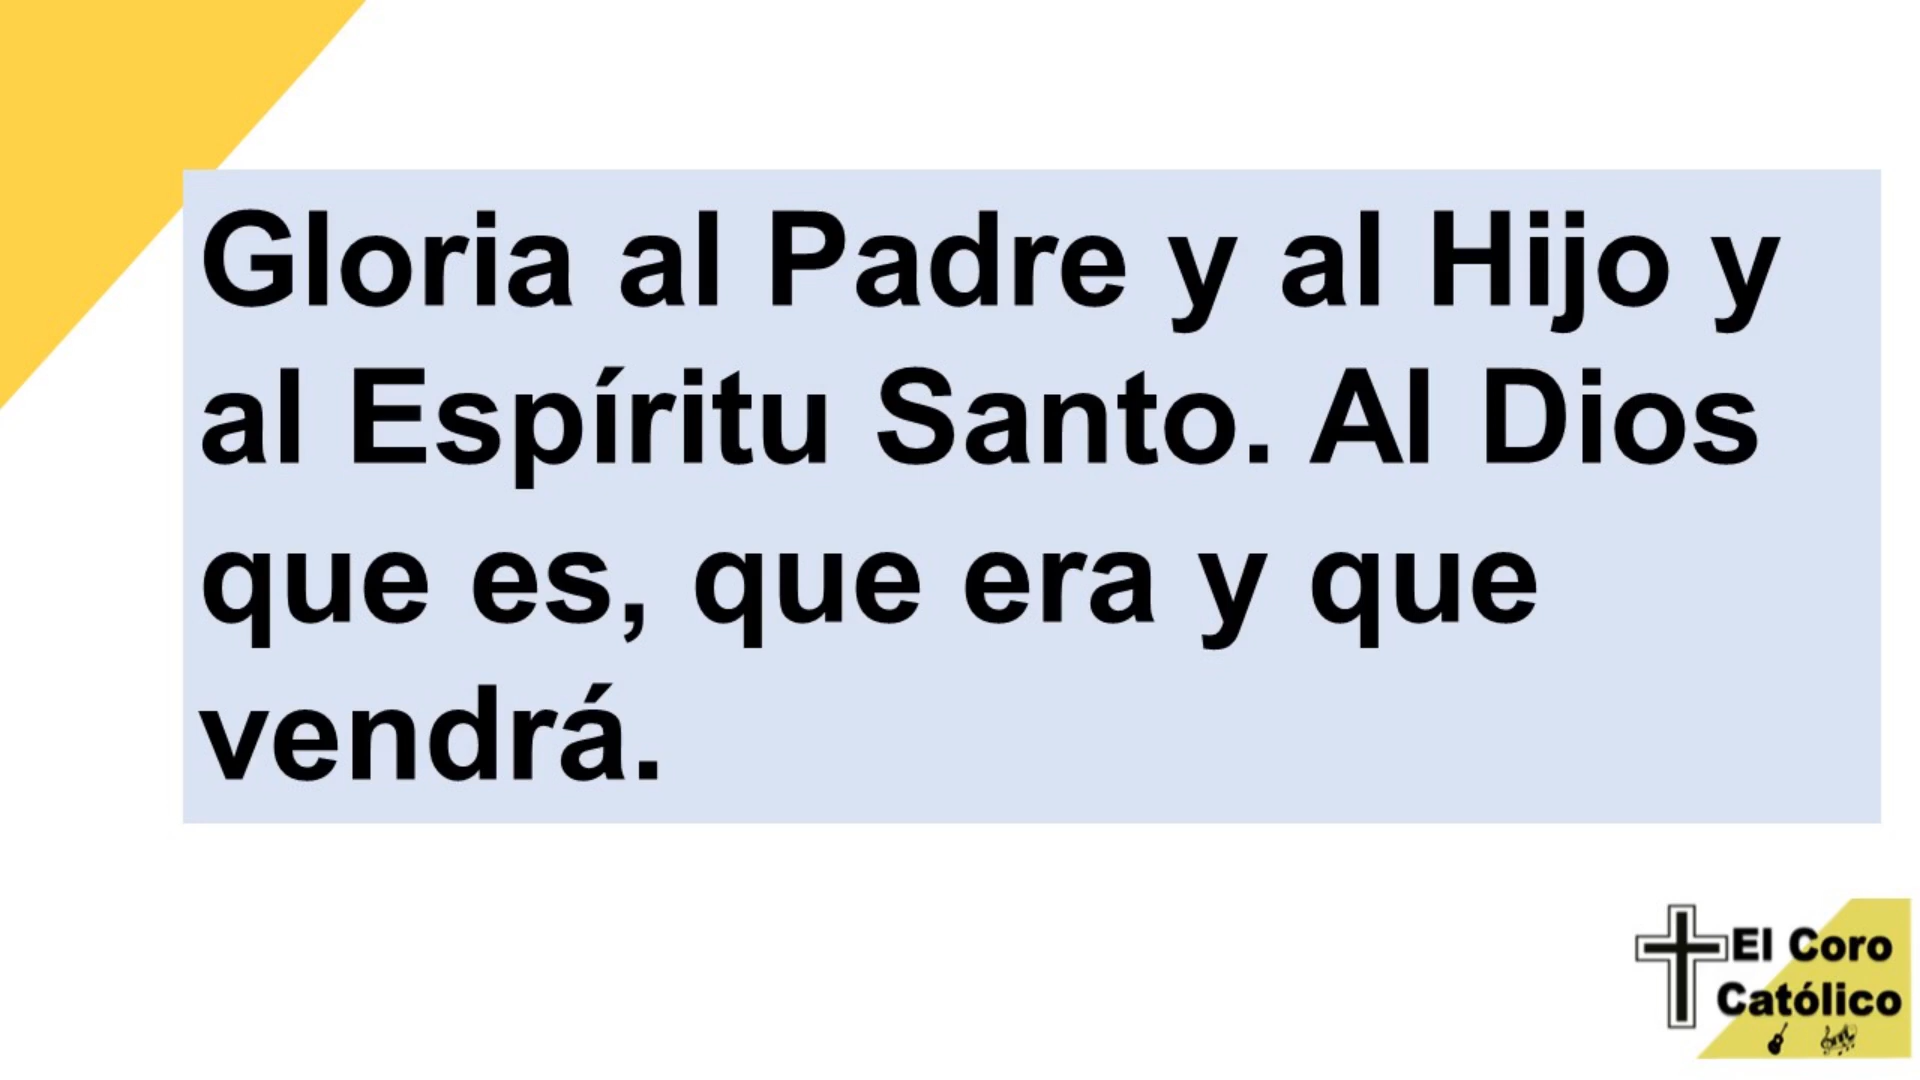 Gloria al Padre y al Hijo y
al Espíritu Santo. Al Dios
que es, que era y que
vendrá.
El Coro
Católico